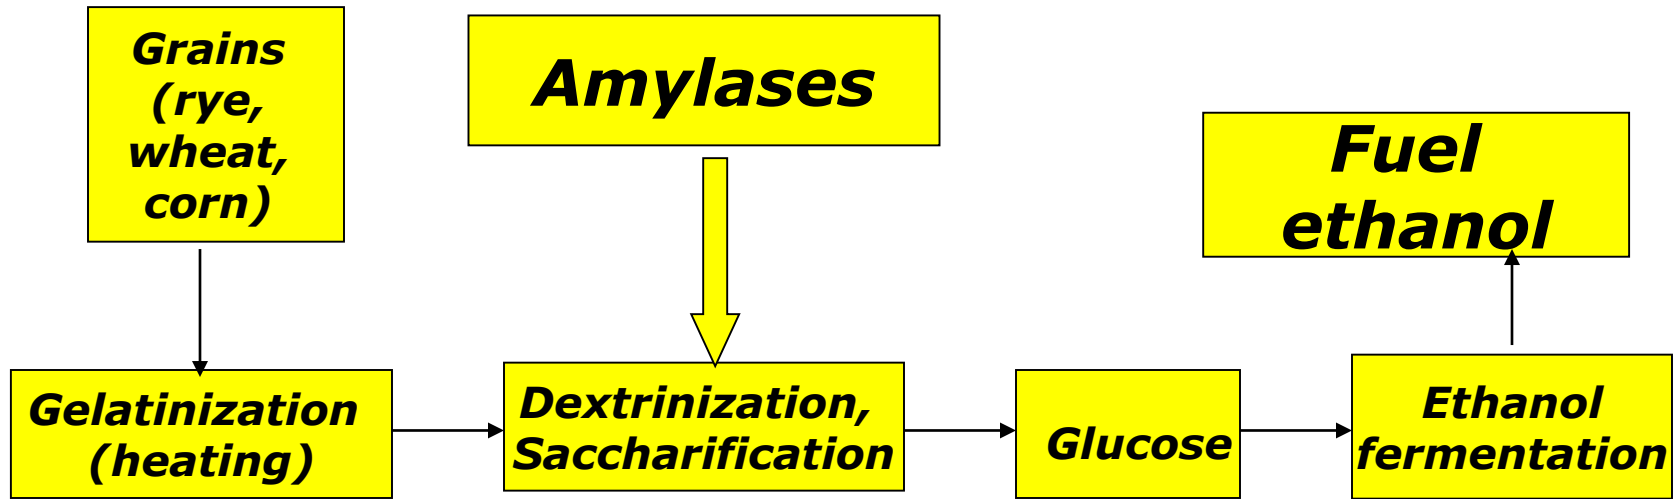 Grains
(rye,
wheat,
corn)
Amylases
Fuel
ethanol
Gelatinization
(heating)
Dextrinization,
Saccharification
Glucose
Ethanol
fermentation